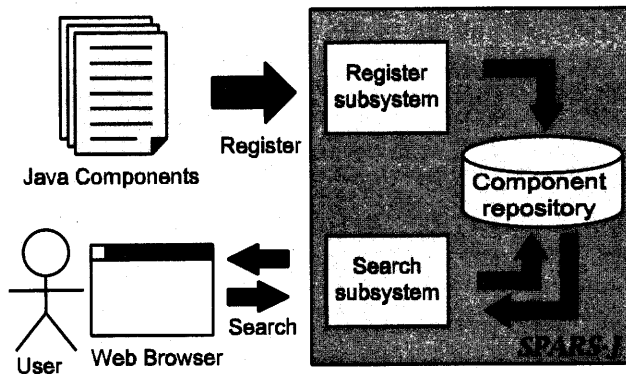 Register
subsystem
Register
Java Components
Component
repository
Search
subsystem
Search
User
Web Browser
SPARS-J